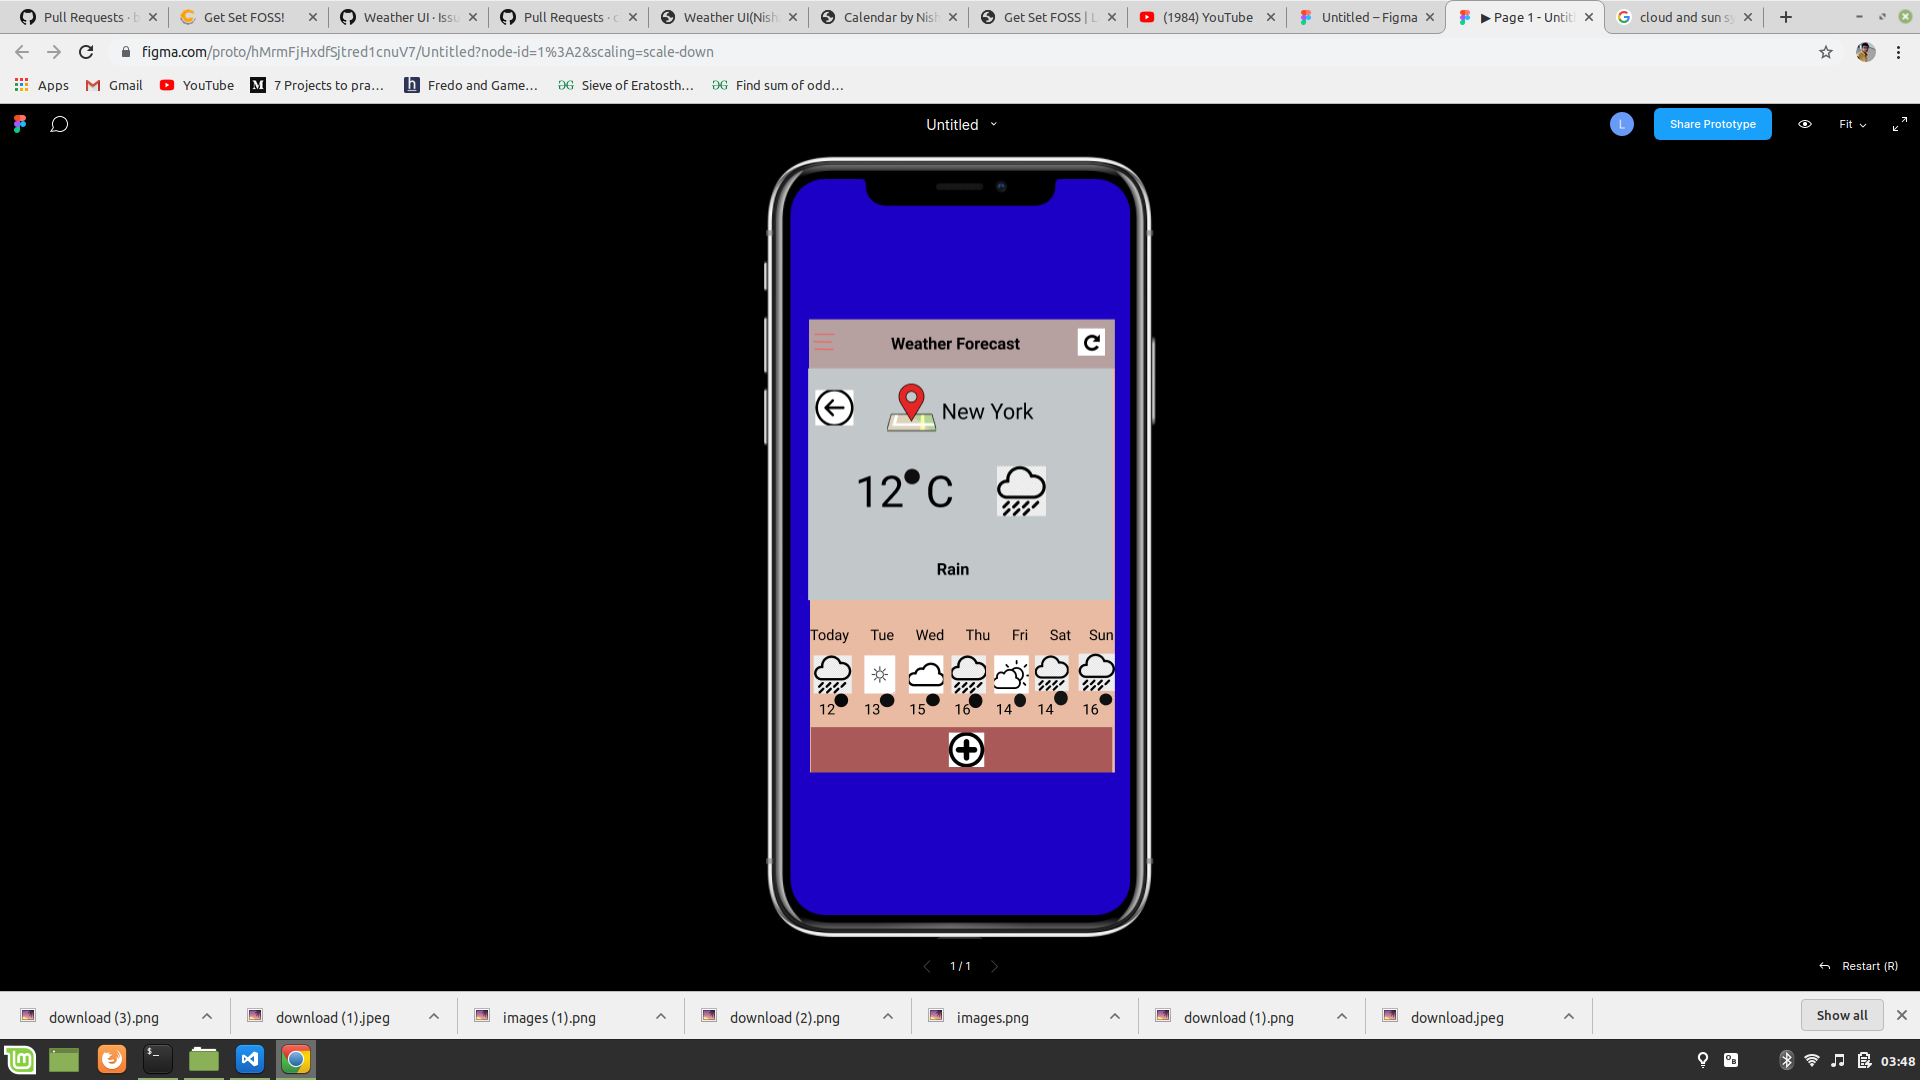 Pull Requests · b
Get Set FOSS!
Weather UI · Issu
Pull Requests · c
Weather UI(Nish
Calendar by Nish
Get Set FOSS | L
(1984) YouTube
Untitled – Figma
▶ Page 1 - Untit
cloud and sun sy
figma.com/proto/hMrmFjHxdfSjtred1cnuV7/Untitled?node-id=1%3A2&scaling=scale-down
Apps
Gmail
YouTube
7 Projects to pra...
Fredo and Game...
Sieve of Eratosth...
Find sum of odd...
Untitled
L
Share Prototype
Fit
Weather Forecast
New York
12 C
Rain
Today Tue Wed Thu Fri Sat Sun
12 13 15 16 14 14 16
1 / 1
Restart (R)
download (3).png
download (1).jpeg
images (1).png
download (2).png
images.png
download (1).png
download.jpeg
Show all
03:48